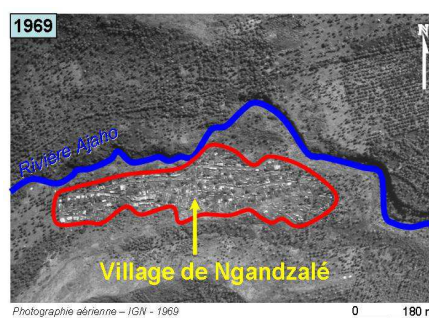 1969
N
Rivière Ajaho
Village de Ngandzalé
Photographie aérienne – IGN - 1969
0 180 m